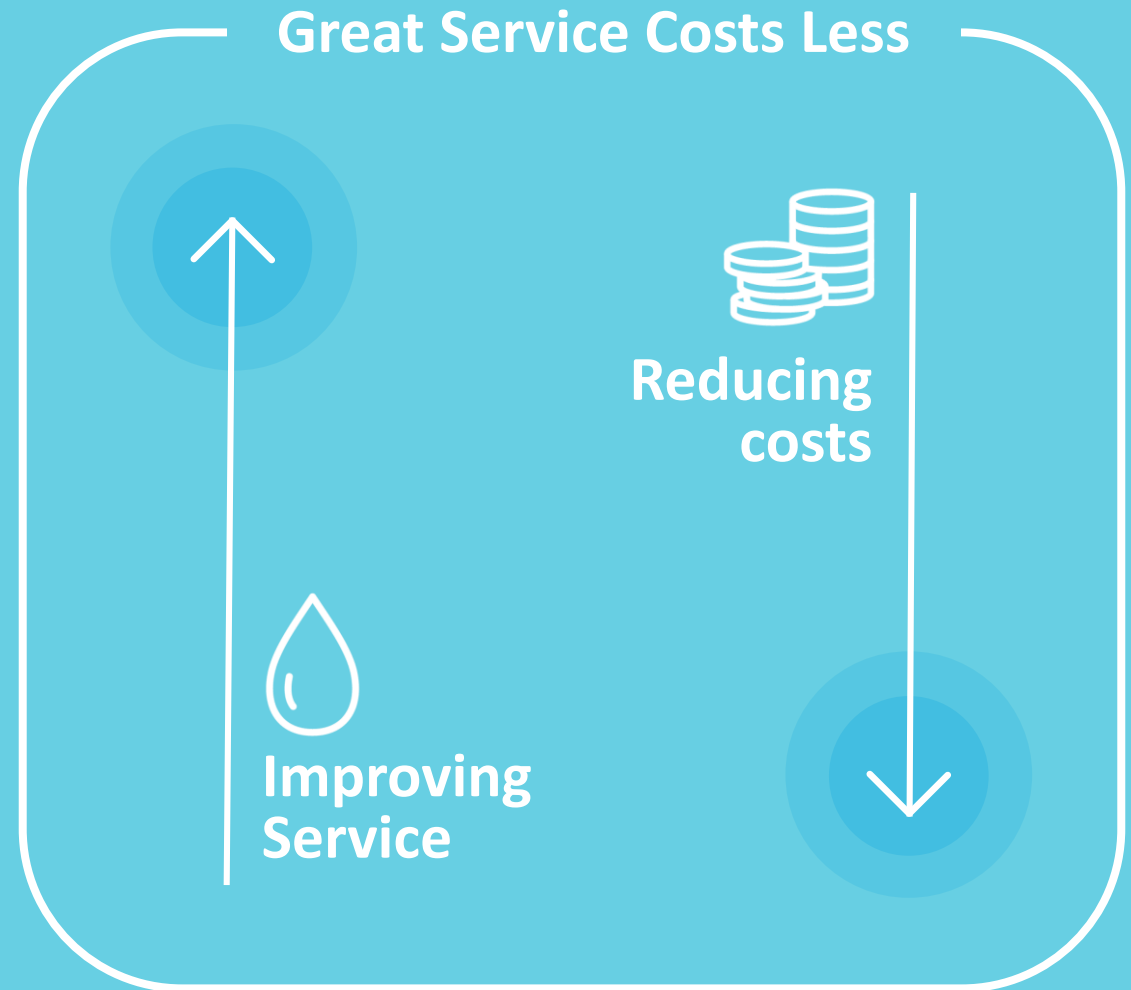 Great Service Costs Less
Reducing
costs
Improving
Service